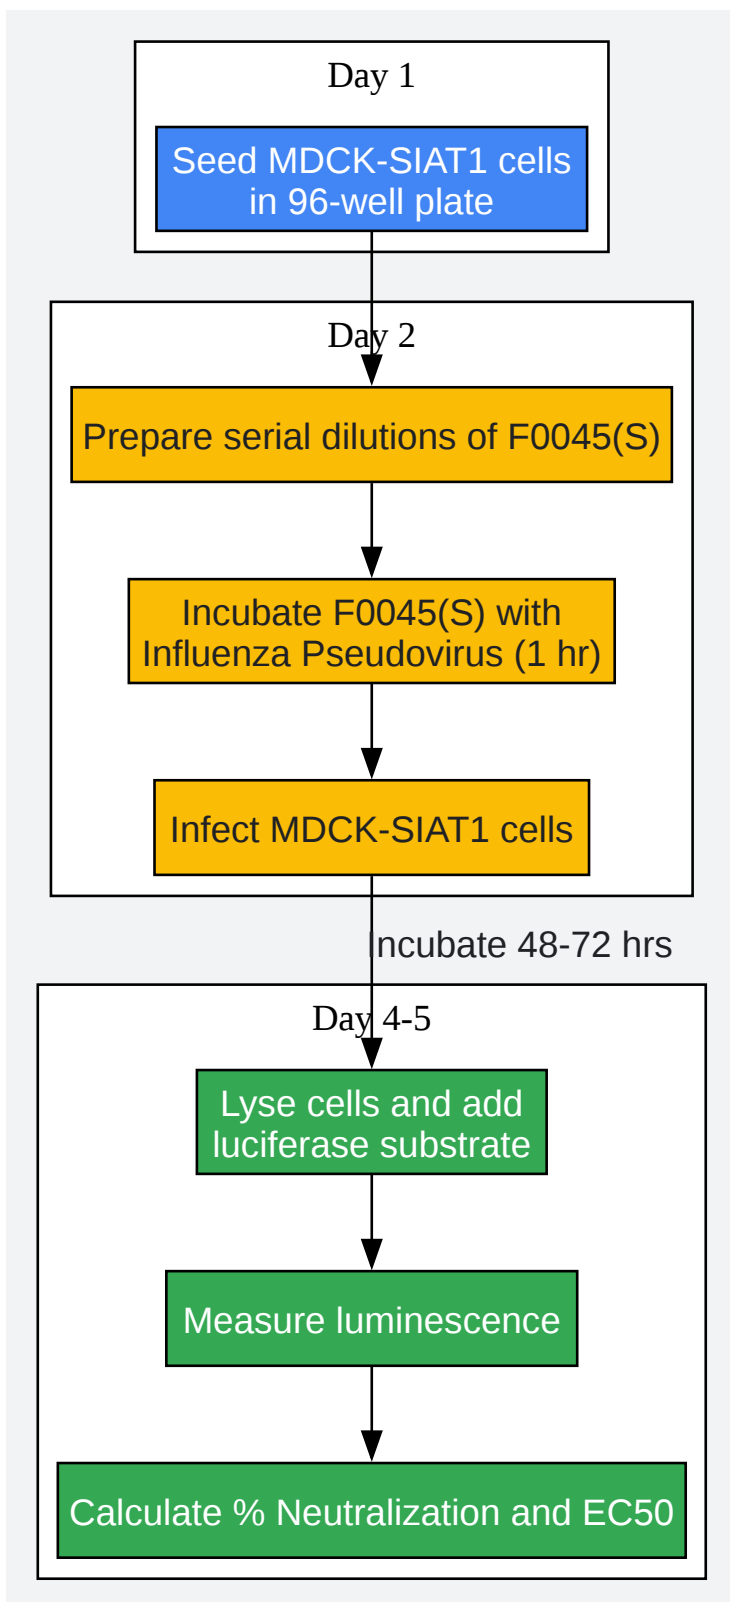 Day 1
Seed MDCK-SIAT1 cells
in 96-well plate
Day 2
Prepare serial dilutions of F0045(S)
Incubate F0045(S) with
Influenza Pseudovirus (1 hr)
Infect MDCK-SIAT1 cells
Incubate 48-72 hrs
Day 4-5
Lyse cells and add
luciferase substrate
Measure luminescence
Calculate % Neutralization and EC50